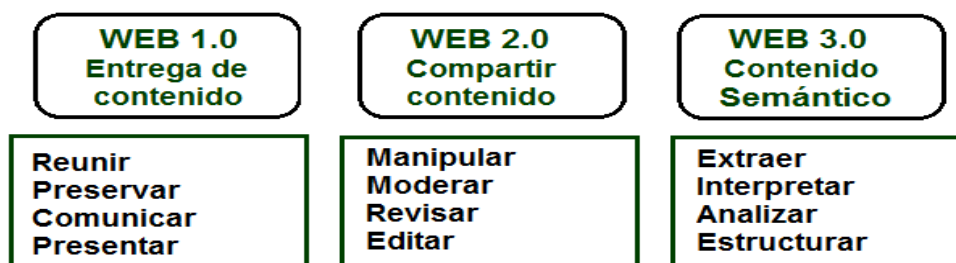 WEB 1.0
Entrega de
contenido
WEB 2.0
Compartir
contenido
WEB 3.0
Contenido
Semántico
Reunir
Preservar
Comunicar
Presentar
Manipular
Moderar
Revisar
Editar
Extraer
Interpretar
Analizar
Estructurar